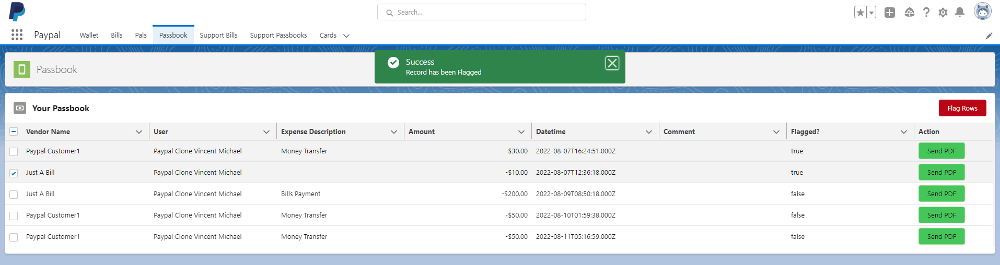 Search...
Paypal Wallet Bills Pals Passbook Support Bills Support Passbooks Cards
Success
Record has been Flagged
Passbook
Your Passbook Flag Rows
Vendor Name User Expense Description Amount Datetime Comment Flagged? Action
Paypal Customer1 Paypal Clone Vincent Michael Money Transfer -$30.00 2022-08-07T16:24:51.000Z true Send PDF
Just A Bill Paypal Clone Vincent Michael -$10.00 2022-08-07T12:36:18.000Z true Send PDF
Just A Bill Paypal Clone Vincent Michael Bills Payment -$200.00 2022-08-09T08:50:18.000Z false Send PDF
Paypal Customer1 Paypal Clone Vincent Michael Money Transfer -$50.00 2022-08-10T01:59:38.000Z false Send PDF
Paypal Customer1 Paypal Clone Vincent Michael Money Transfer -$50.00 2022-08-11T05:16:59.000Z false Send PDF